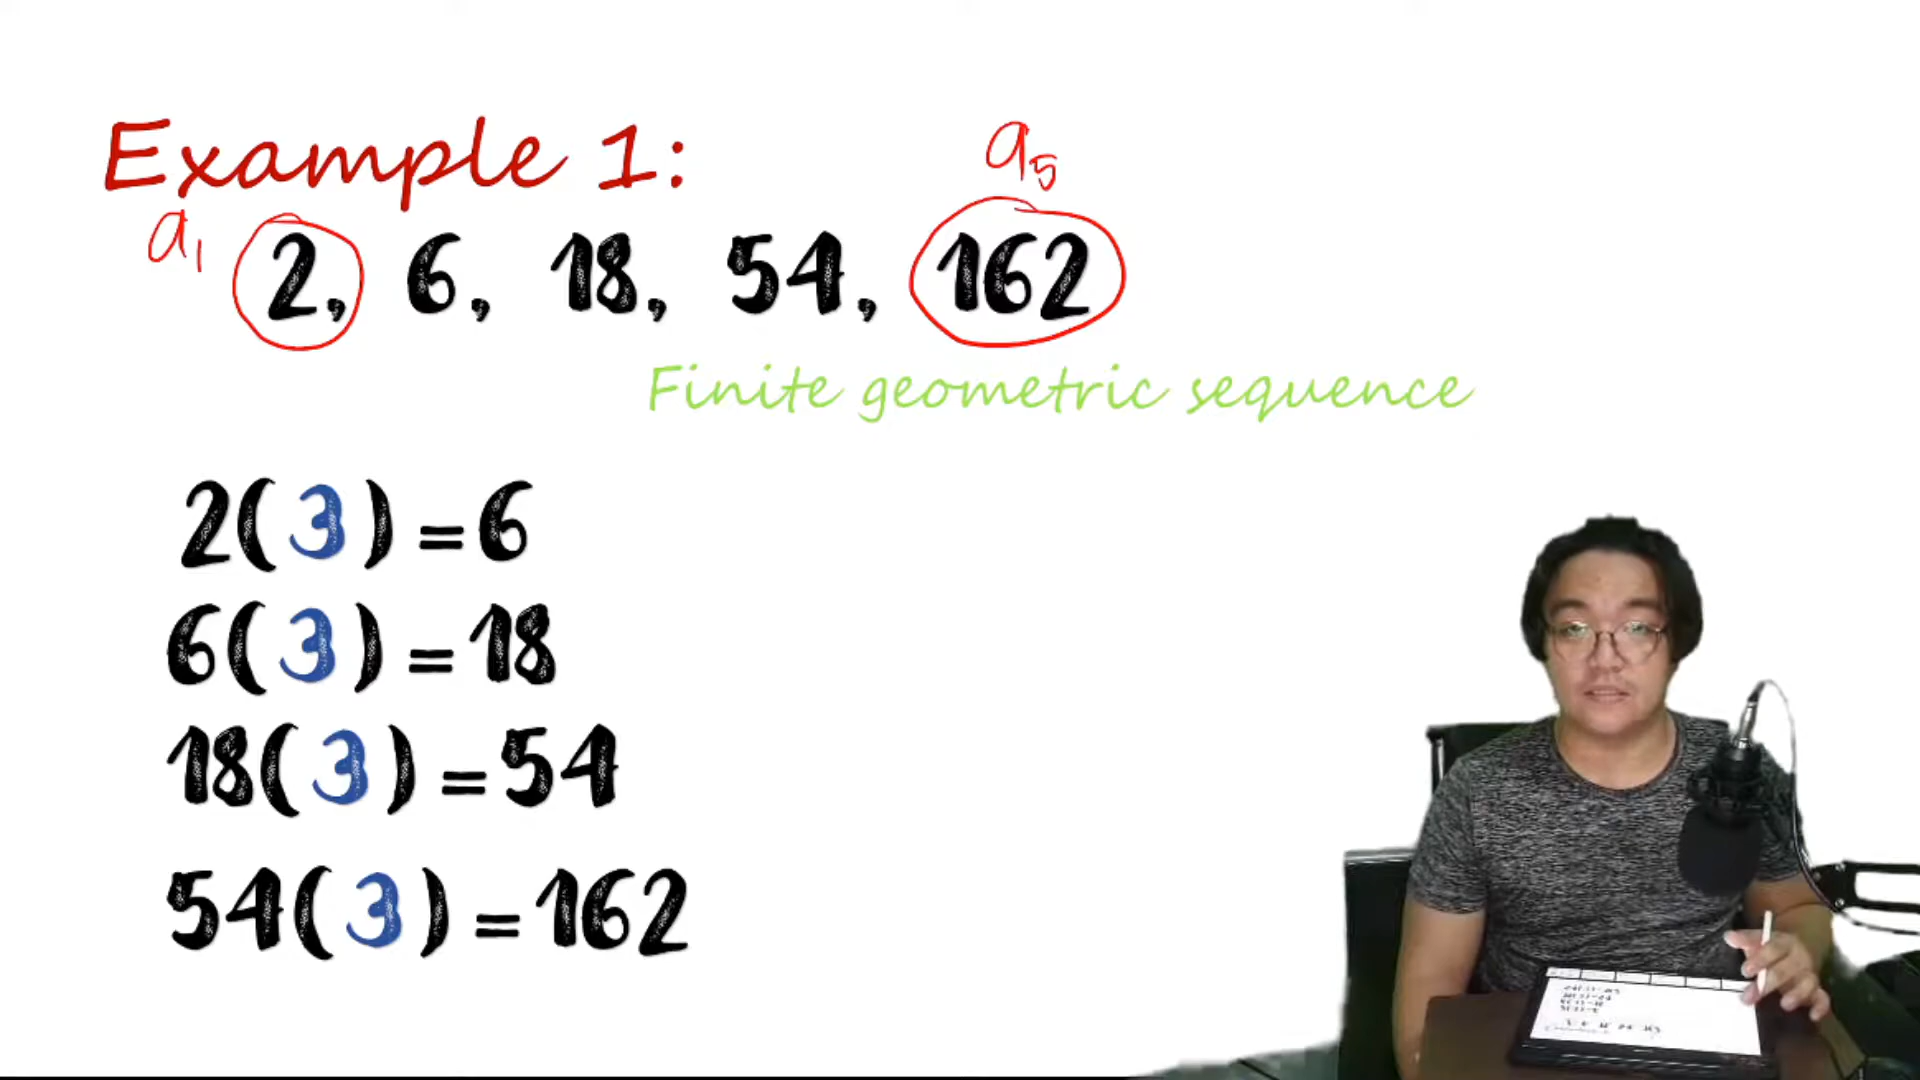 Example 1:
a5
a1
2, 6, 18, 54, 162
Finite geometric sequence
2( 3 ) = 6
6( 3 ) = 18
18( 3 ) = 54
54( 3 ) = 162